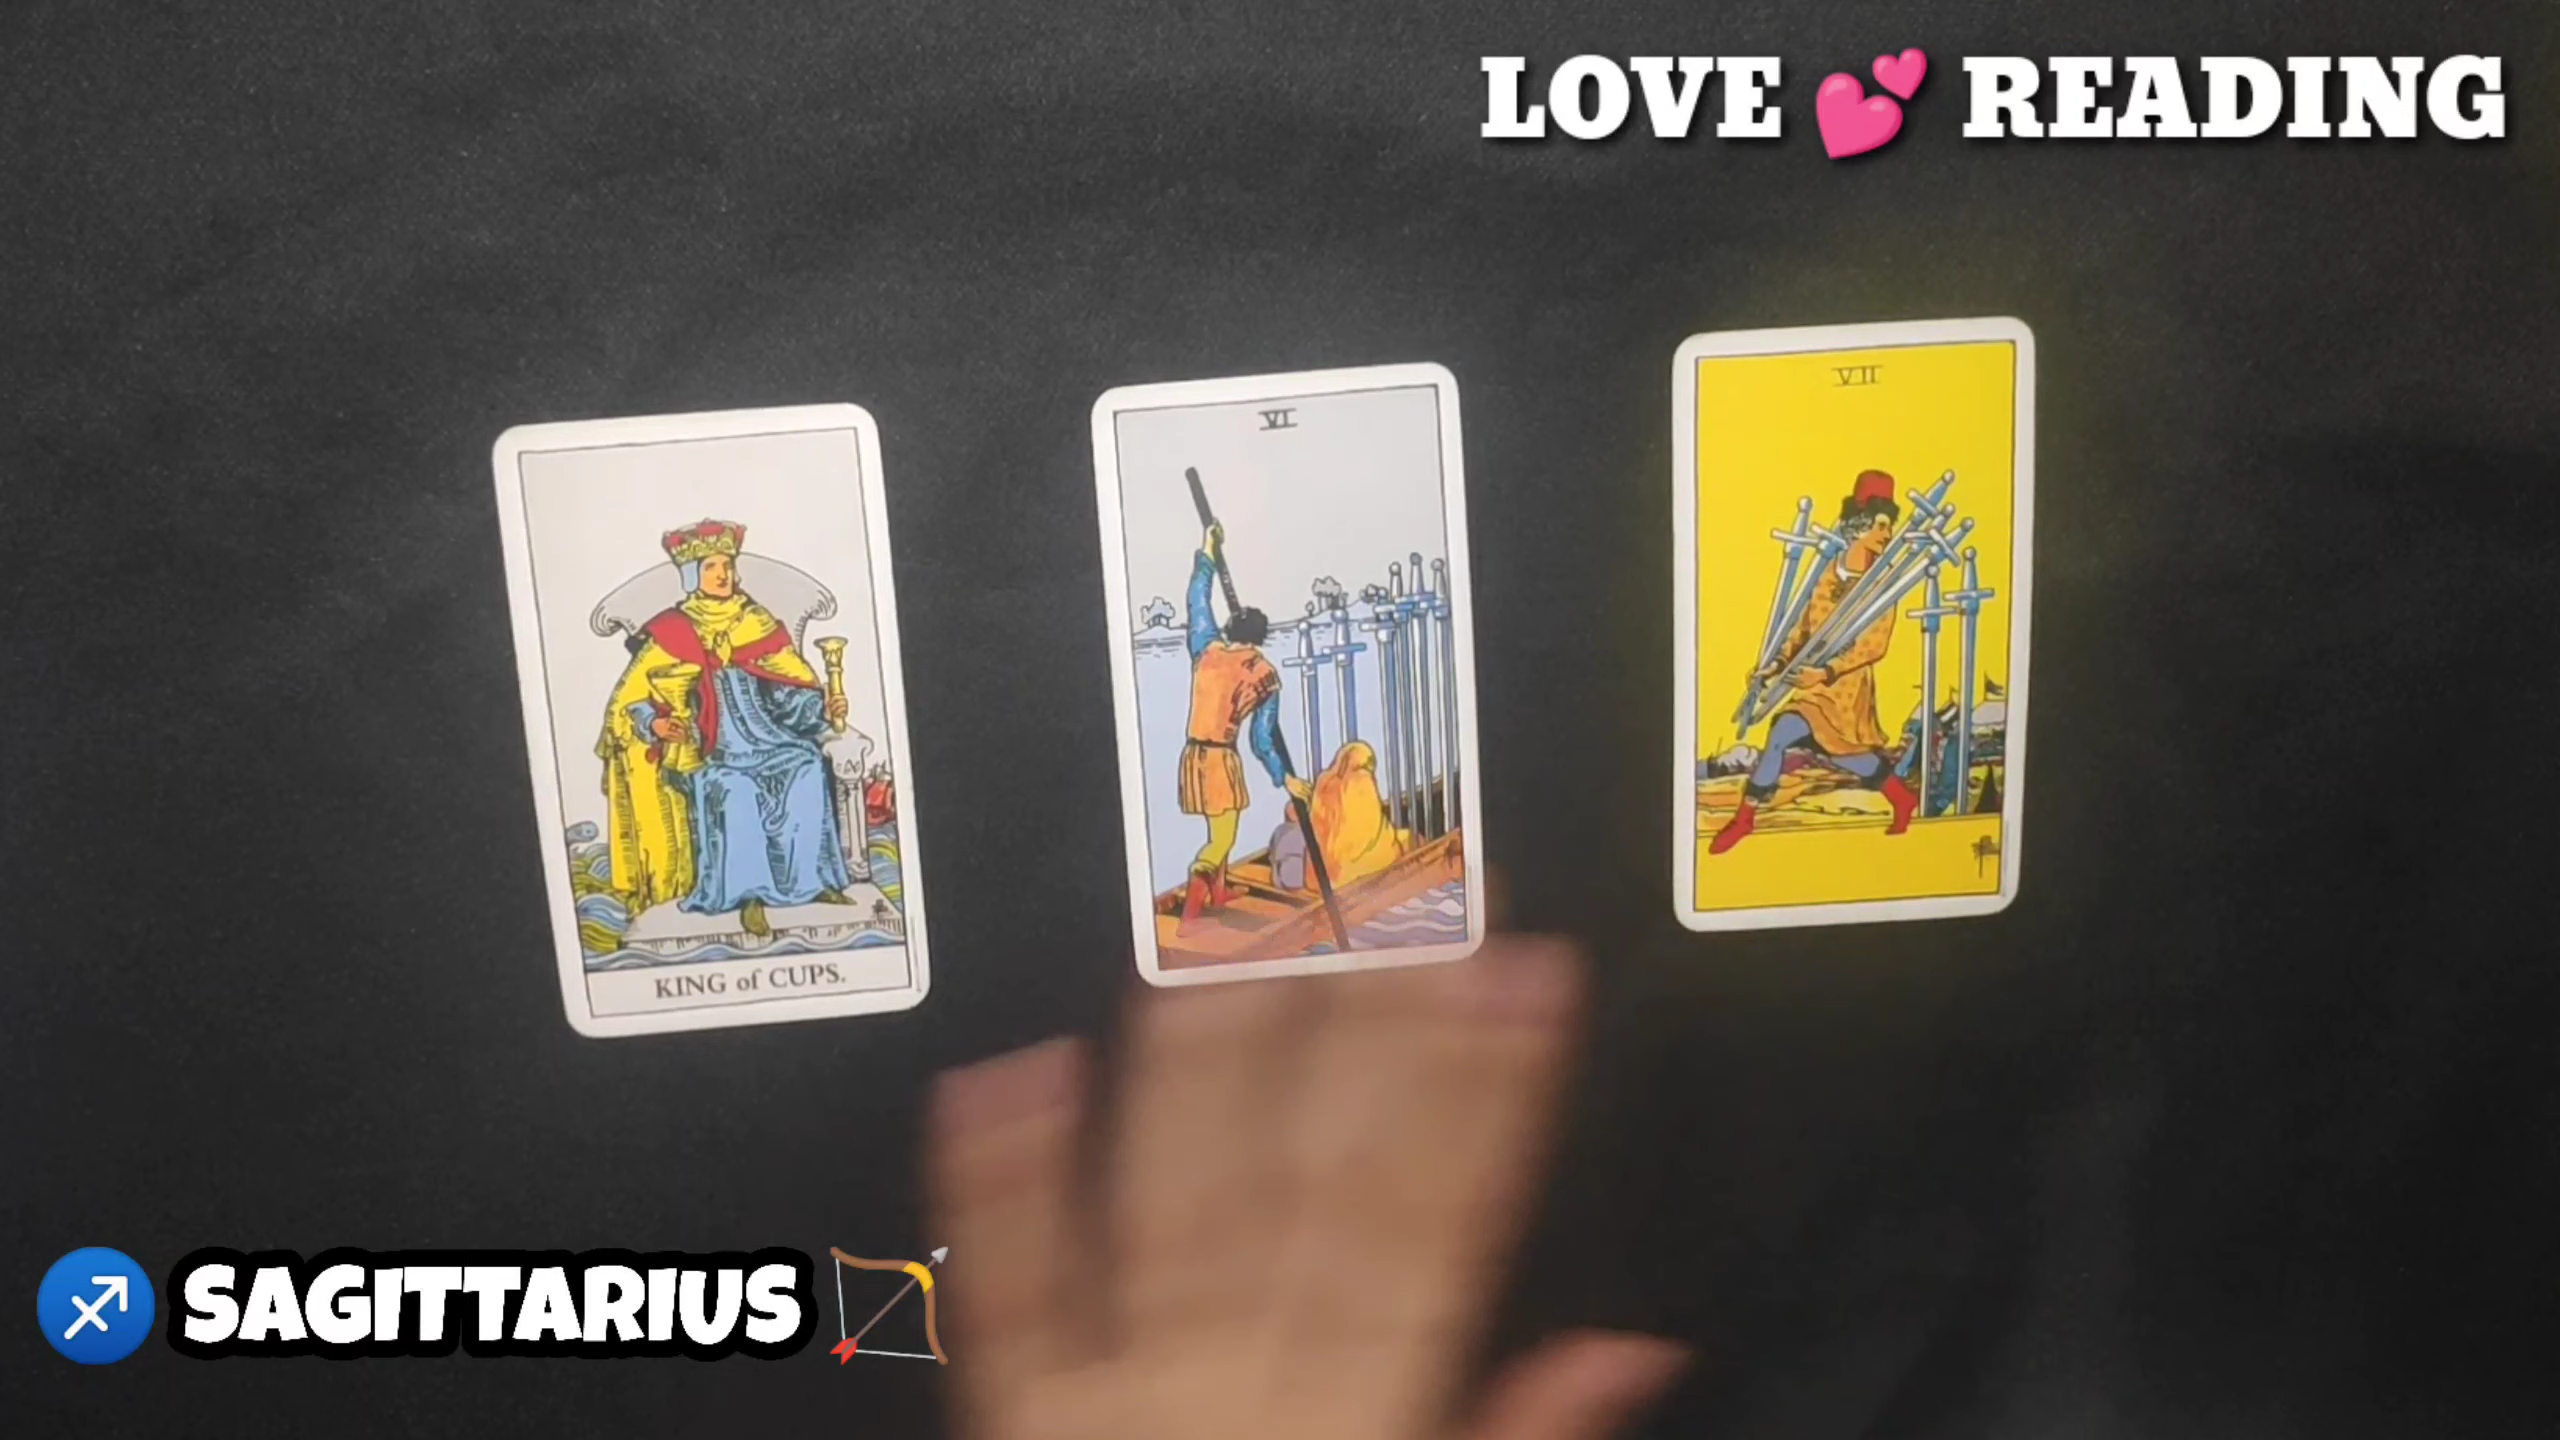 LOVE 💕 READING
VI
VII
KING of CUPS.
♐ SAGITTARIUS 🏹